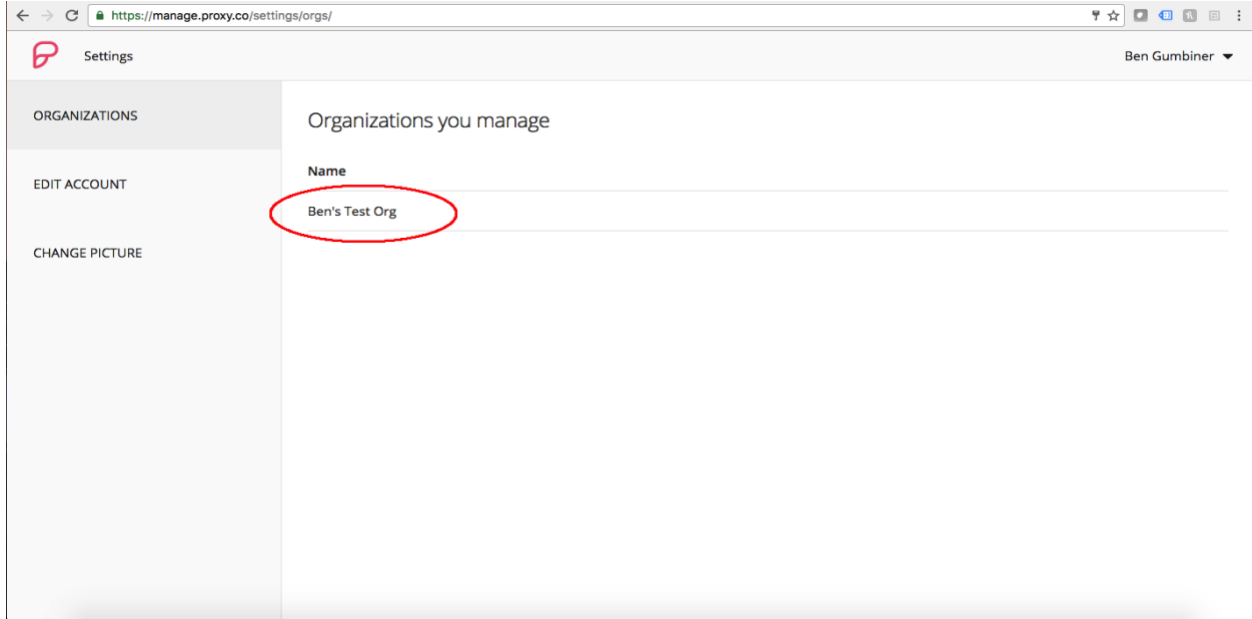 https://manage.proxy.co/settings/orgs/
Settings
Ben Gumbiner
ORGANIZATIONS
EDIT ACCOUNT
CHANGE PICTURE
Organizations you manage
Name
Ben's Test Org